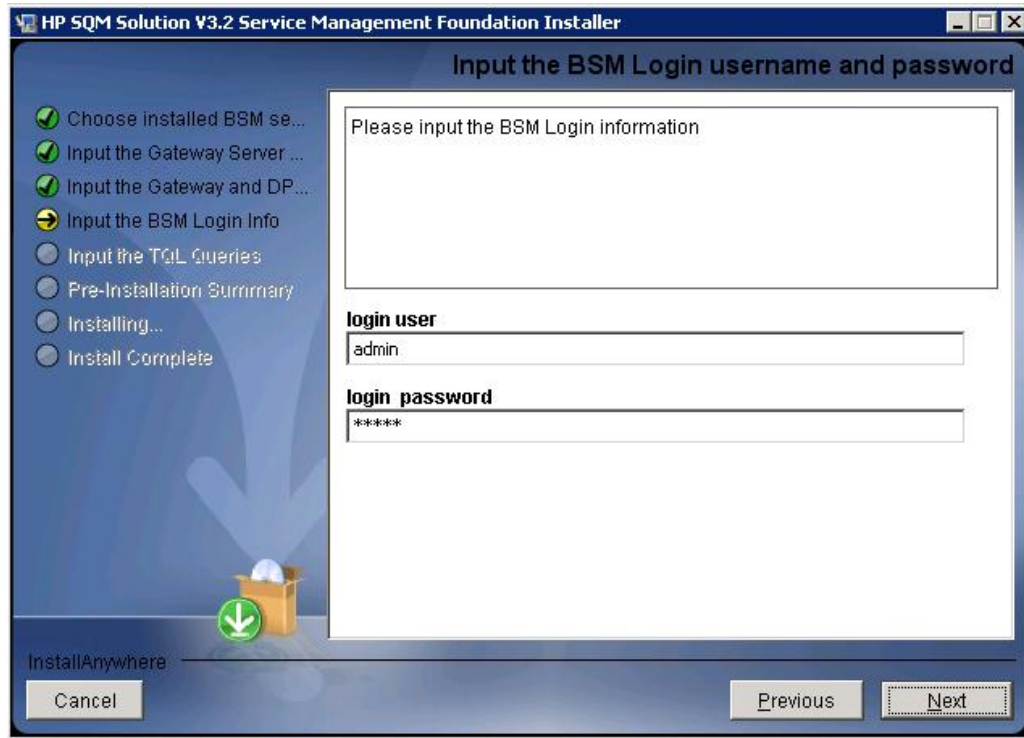 HP SQM Solution V3.2 Service Management Foundation Installer
Input the BSM Login username and password
Choose installed BSM se...
Input the Gateway Server ...
Input the Gateway and DP...
Input the BSM Login Info
Input the TQL Queries
Pre-Installation Summary
Installing...
Install Complete
Please input the BSM Login information
login user
admin
login password
*****
InstallAnywhere
Cancel
Previous
Next